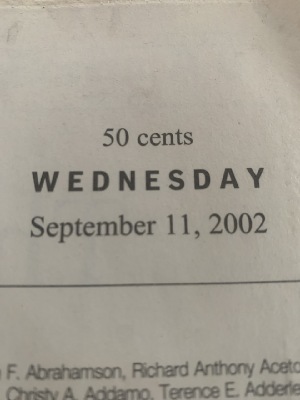 50 cents
WEDNESDAY
September 11, 2002
F. Abrahamson, Richard Anthony
Christy A. Addamo, Terence E.